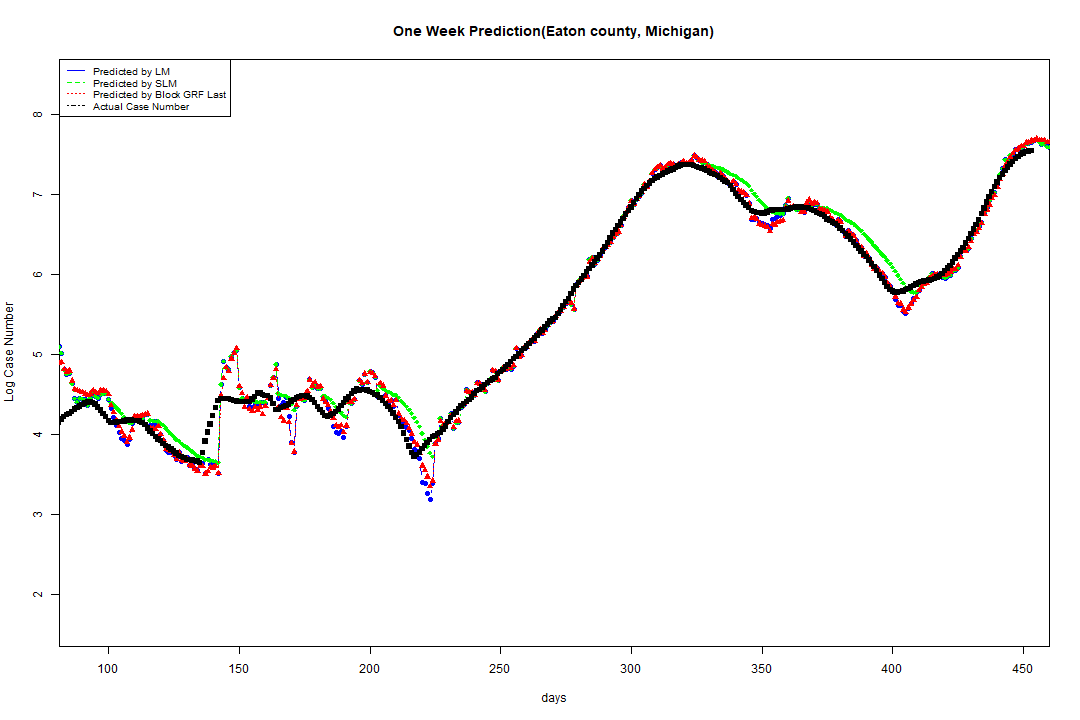 One Week Prediction(Eaton county, Michigan)
Predicted by LM
Predicted by SLM
Predicted by Block GRF Last
Actual Case Number
Log Case Number
8
7
6
5
4
3
2
100 150 200 250 300 350 400 450
days